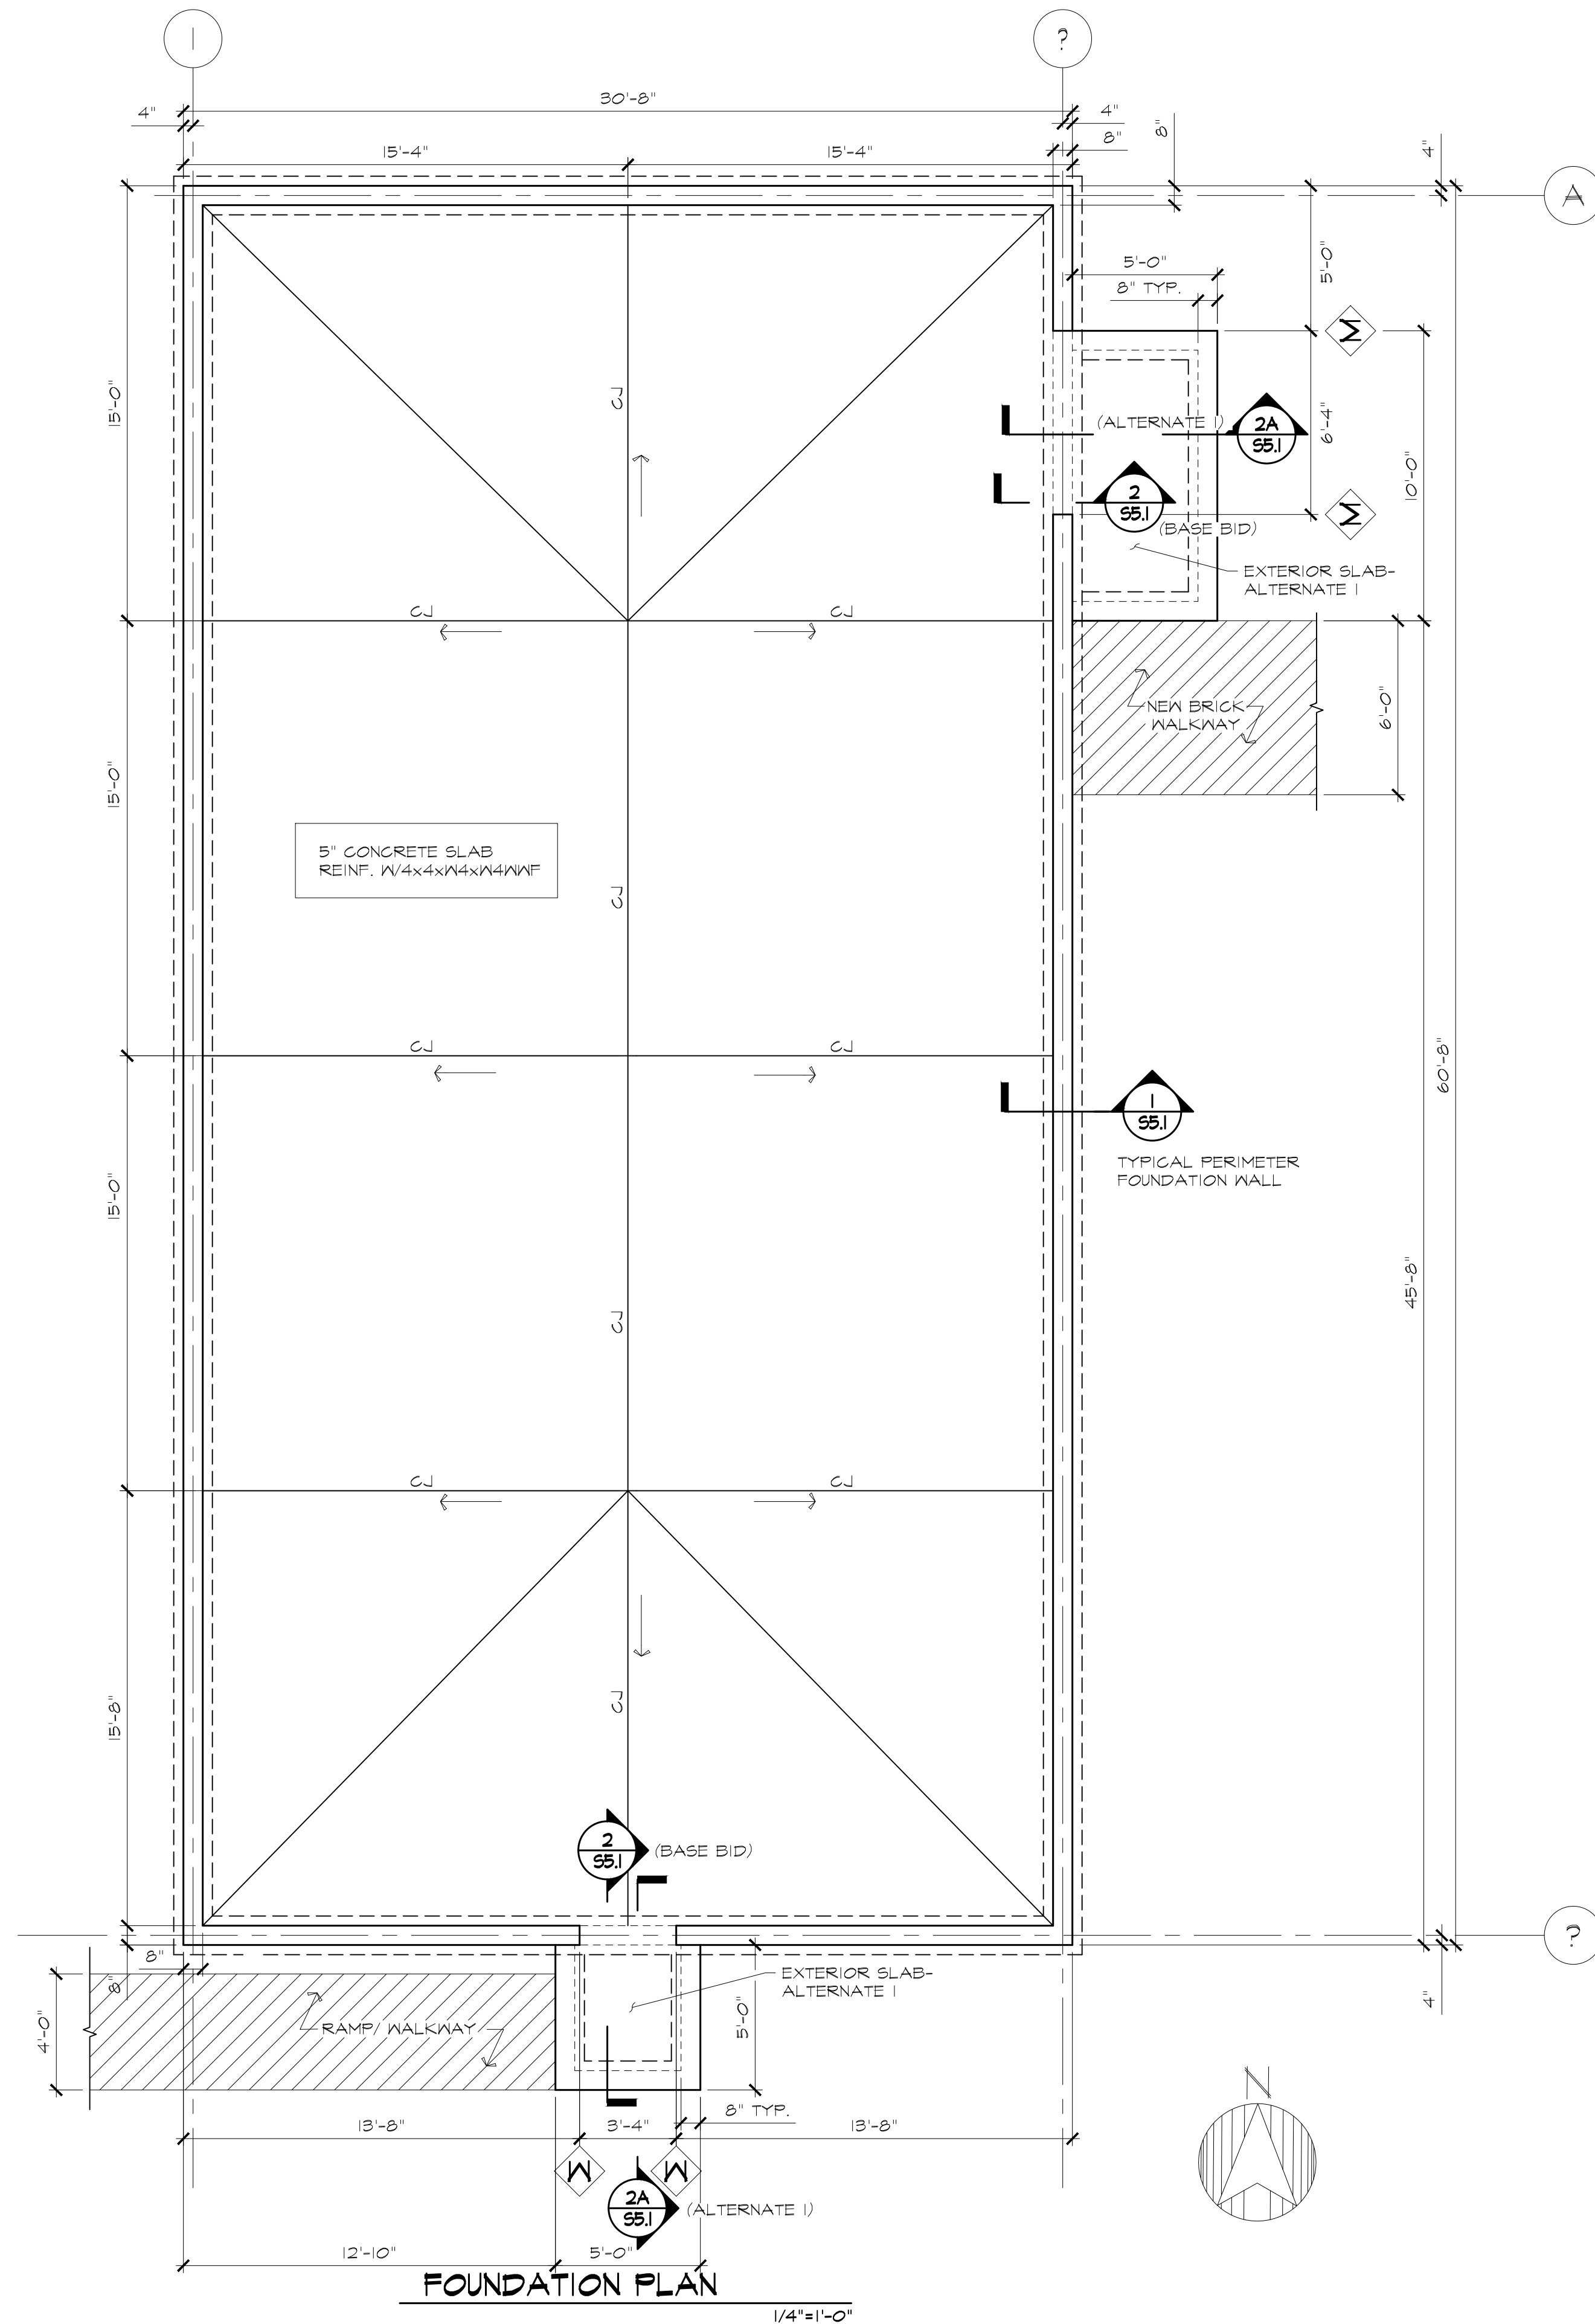 1
?
30'-8"
4"
4"
8"
8"
4"
15'-4"
15'-4"
A
5'-0"
5'-0"
8" TYP.
M
15'-0"
CJ
(ALTERNATE 1)
2A
S5.1
6'-4"
10'-0"
2
S5.1
(BASE BID)
M
EXTERIOR SLAB-
ALTERNATE 1
CJ
CJ
NEW BRICK
WALKWAY
6'-0"
15'-0"
5" CONCRETE SLAB
REINF. W/4x4xW4xW4WWF
CJ
CJ
CJ
60'-8"
1
S5.1
TYPICAL PERIMETER
FOUNDATION WALL
15'-0"
45'-8"
CJ
CJ
CJ
15'-8"
CJ
2
S5.1
(BASE BID)
?
8"
8"
EXTERIOR SLAB-
ALTERNATE 1
4"
4'-0"
RAMP/ WALKWAY
5'-0"
N
8" TYP.
13'-8"
3'-4"
13'-8"
M
M
2A
S5.1
(ALTERNATE 1)
12'-10"
5'-0"
FOUNDATION PLAN
1/4"=1'-0"